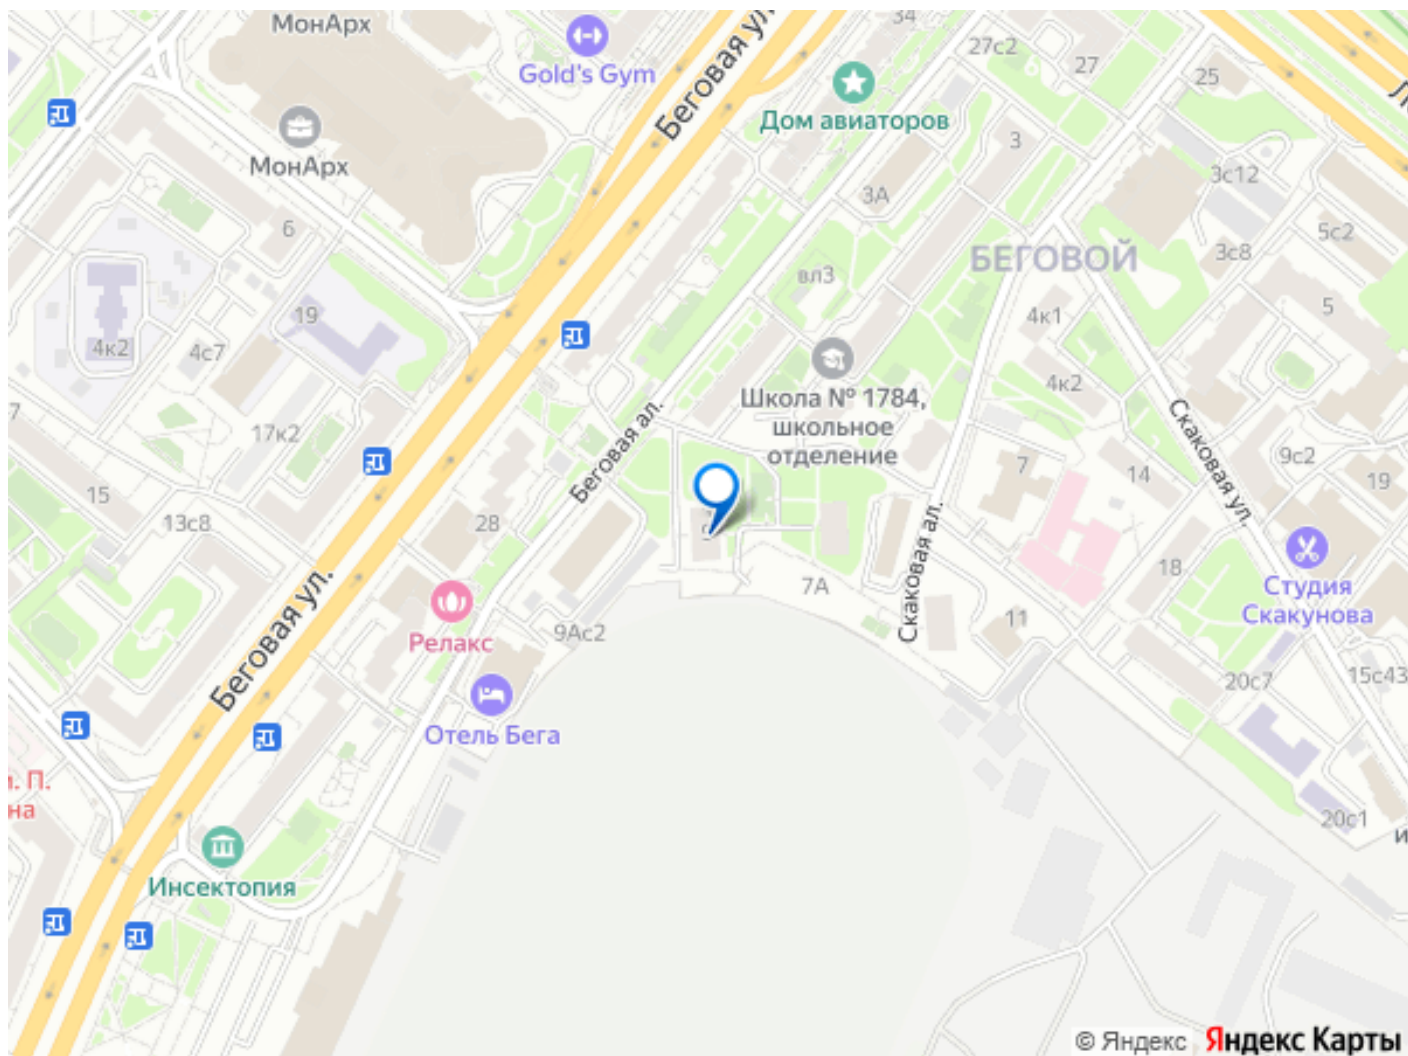 МонАрх
Gold's Gym
Беговая ул.
34
27с2
27
25
Дом авиаторов
МонАрх
3
3А
3с12
6
БЕГОВОЙ
3с8
5с2
вл3
19
4к2
4с7
4к1
5
4к2
Школа № 1784,
школьное
отделение
Беговая ал.
Скаковая ул.
7
17к2
15
13с8
28
7
14
9с2
19
Скаковая ал.
18
Студия
Скакунова
7А
Беговая ул.
Релакс
9Ас2
11
20с7
15с43
Отель Бега
п. П.
на
20с1
Инсектопия
© Яндекс
Яндекс Карты